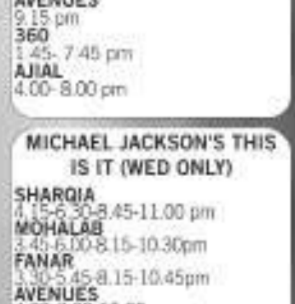 AVENUES
9.15 pm
360
1.45- 7.45 pm
AJIAL
4.00- 8.00 pm
MICHAEL JACKSON'S THIS
IS IT (WED ONLY)
SHARQIA
4.15-6.30-8.45-11.00 pm
MOHALAB
3.45-6.00-8.15-10.30pm
FANAR
3.30-5.45-8.15-10.45pm
AVENUES